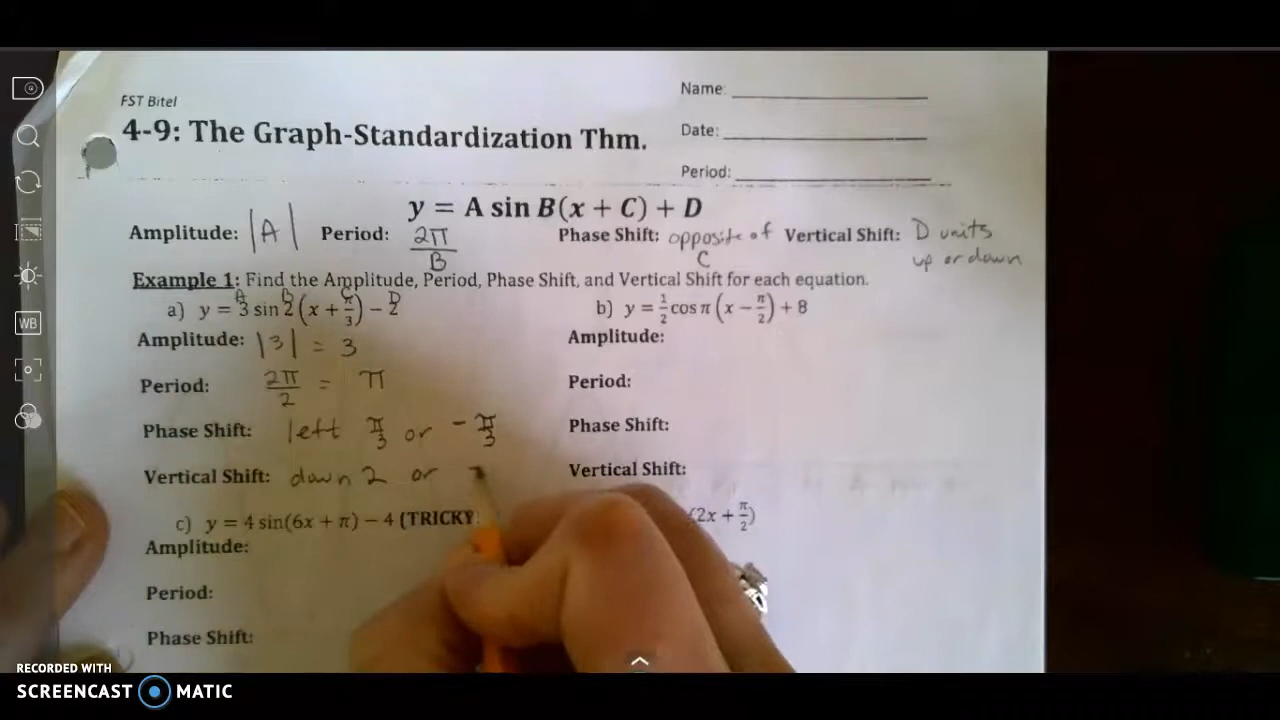 FST Bitel
Name:
4-9: The Graph-Standardization Thm.
Date:
Period:
y = A sin B(x + C) + D
Amplitude: |A| Period: 2π/B Phase Shift: opposite of C Vertical Shift: D units up or down
Example 1: Find the Amplitude, Period, Phase Shift, and Vertical Shift for each equation.
A B C D
a) y = 3 sin 2(x + π/3) − 2 b) y = 1/2 cos π(x − π/2) + 8
Amplitude: |3| = 3 Amplitude:
Period: 2π/2 = π Period:
Phase Shift: left π/3 or − π/3 Phase Shift:
Vertical Shift: down 2 or Vertical Shift:
c) y = 4 sin(6x + π) − 4 (TRICKY (2x + π/2)
Amplitude:
Period:
Phase Shift:
WB
RECORDED WITH
SCREENCAST MATIC